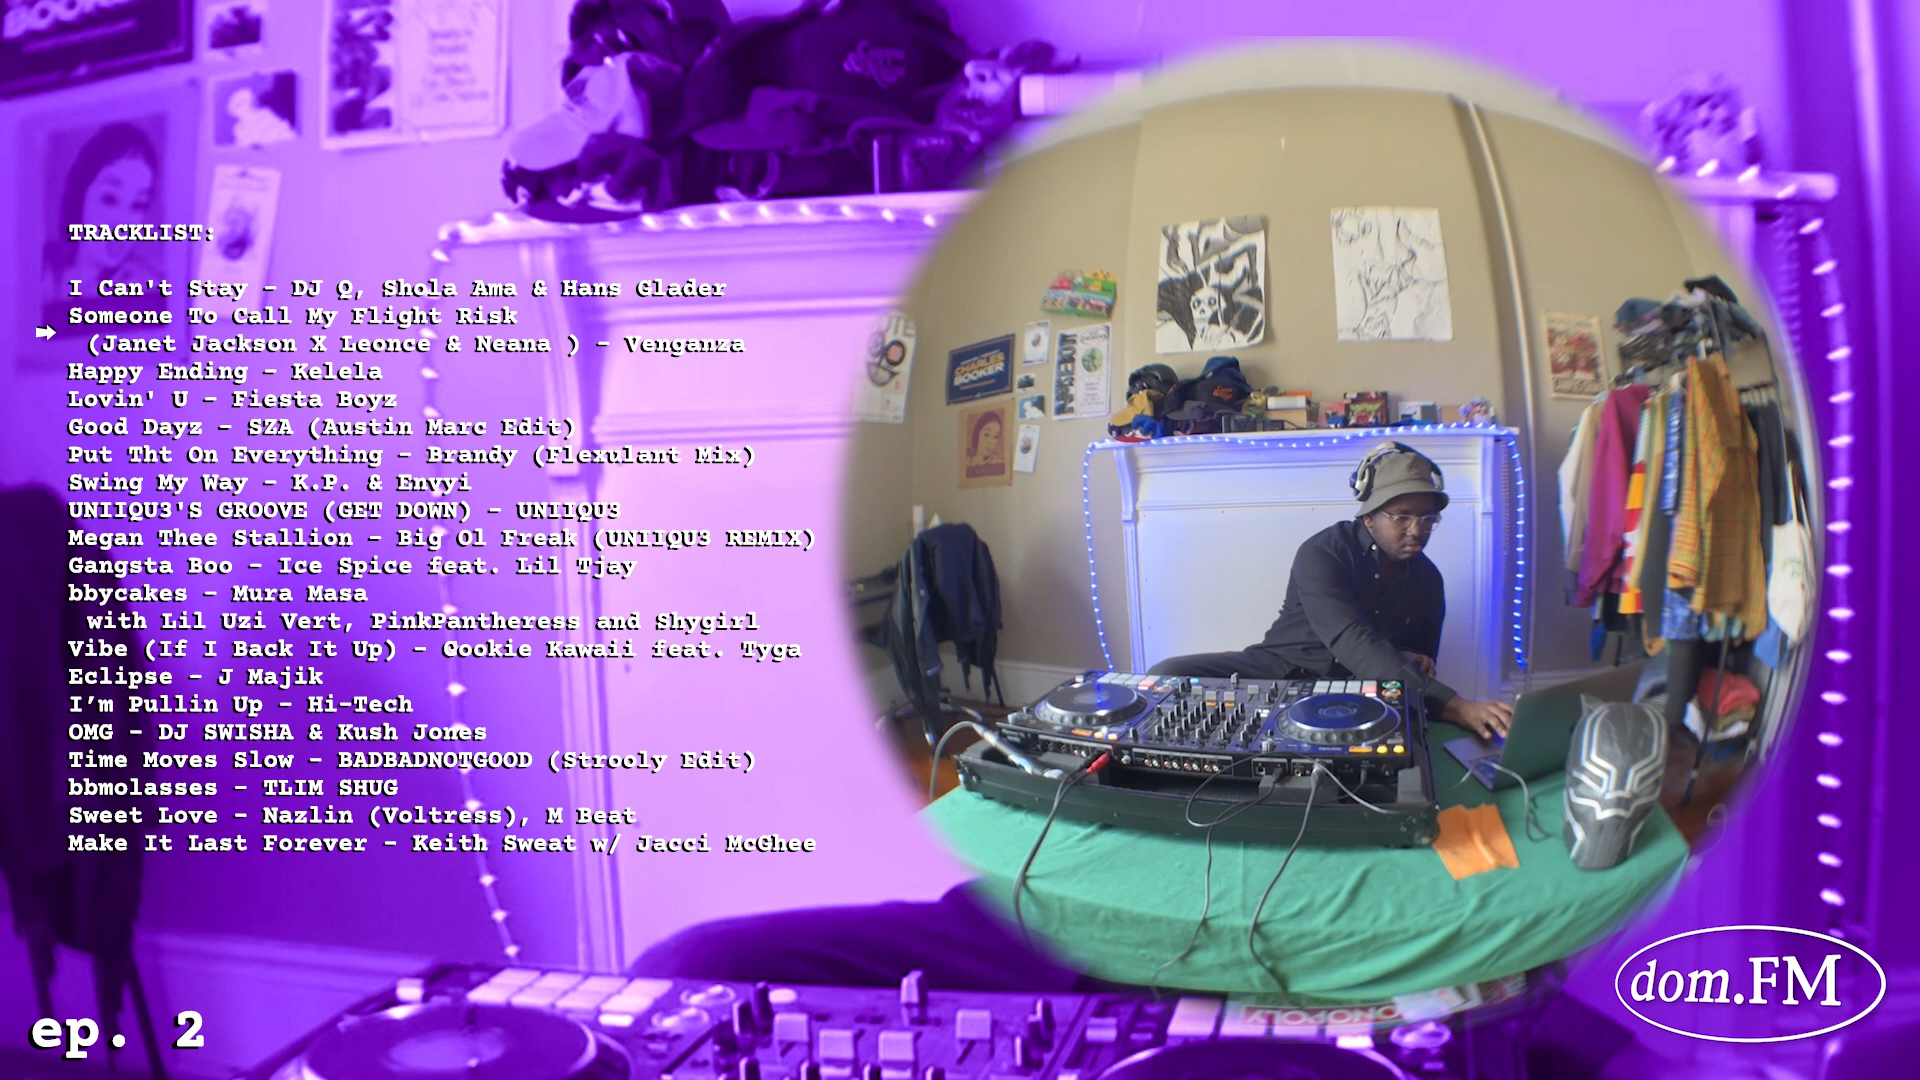 TRACKLIST:
I Can't Stay - DJ Q, Shola Ama & Hans Glader
Someone To Call My Flight Risk
(Janet Jackson X Leonce & Neana ) - Venganza
Happy Ending - Kelela
Lovin' U - Fiesta Boyz
Good Dayz - SZA (Austin Marc Edit)
Put Tht On Everything - Brandy (Flexulant Mix)
Swing My Way - K.P. & Envyi
UNIIQU3'S GROOVE (GET DOWN) - UNIIQU3
Megan Thee Stallion - Big Ol Freak (UNIIQU3 REMIX)
Gangsta Boo - Ice Spice feat. Lil Tjay
bbycakes - Mura Masa
with Lil Uzi Vert, PinkPantheress and Shygirl
Vibe (If I Back It Up) - Cookie Kawaii feat. Tyga
Eclipse - J Majik
I’m Pullin Up - Hi-Tech
OMG - DJ SWISHA & Kush Jones
Time Moves Slow - BADBADNOTGOOD (Strooly Edit)
bbmolasses - TLIM SHUG
Sweet Love - Nazlin (Voltress), M Beat
Make It Last Forever - Keith Sweat w/ Jacci McGhee
ep. 2
dom.FM
CHARLES
BOOKER
BOOKER